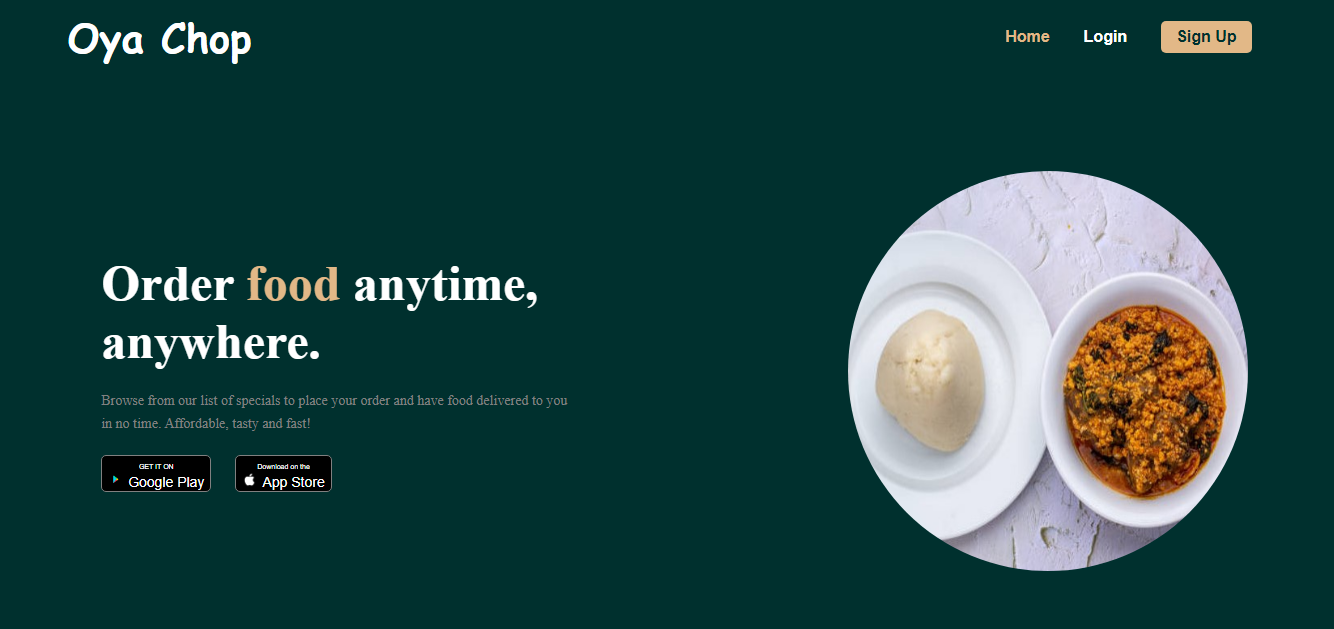 Oya Chop
Home Login Sign Up
Order food anytime,
anywhere.
Browse from our list of specials to place your order and have food delivered to you
in no time. Affordable, tasty and fast!
GET IT ON
Google Play
Download on the
App Store